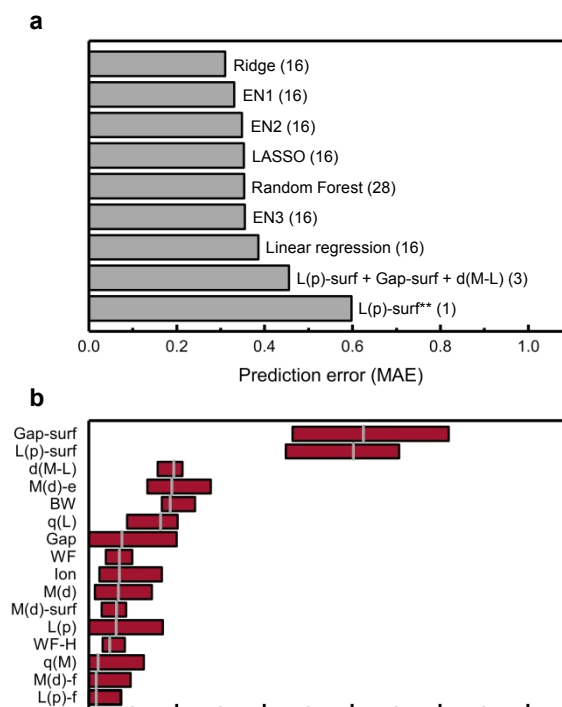 a
Ridge (16)
EN1 (16)
EN2 (16)
LASSO (16)
Random Forest (28)
EN3 (16)
Linear regression (16)
L(p)-surf + Gap-surf + d(M-L) (3)
L(p)-surf** (1)
0.0 0.2 0.4 0.6 0.8 1.0
Prediction error (MAE)
b
Gap-surf
L(p)-surf
d(M-L)
M(d)-e
BW
q(L)
Gap
WF
Ion
M(d)
M(d)-surf
L(p)
WF-H
q(M)
M(d)-f
L(p)-f